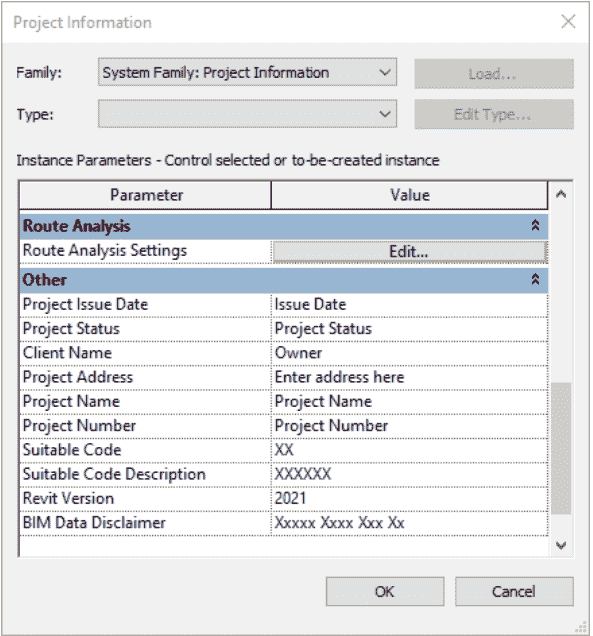 Project Information
Family: System Family: Project Information Load...
Type: Edit Type...
Instance Parameters - Control selected or to-be-created instance
Parameter Value
Route Analysis
Route Analysis Settings Edit...
Other
Project Issue Date Issue Date
Project Status Project Status
Client Name Owner
Project Address Enter address here
Project Name Project Name
Project Number Project Number
Suitable Code XX
Suitable Code Description XXXXXX
Revit Version 2021
BIM Data Disclaimer Xxxxx Xxxx Xxx Xx
OK Cancel